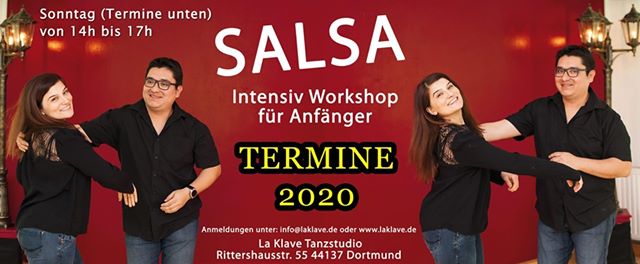 Sonntag (Termine unten)
von 14h bis 17h
SALSA
Intensiv Workshop
für Anfänger
TERMINE
2020
Anmeldungen unter: info@laklave.de oder www.laklave.de
La Klave Tanzstudio
Rittershausstr. 55 44137 Dortmund